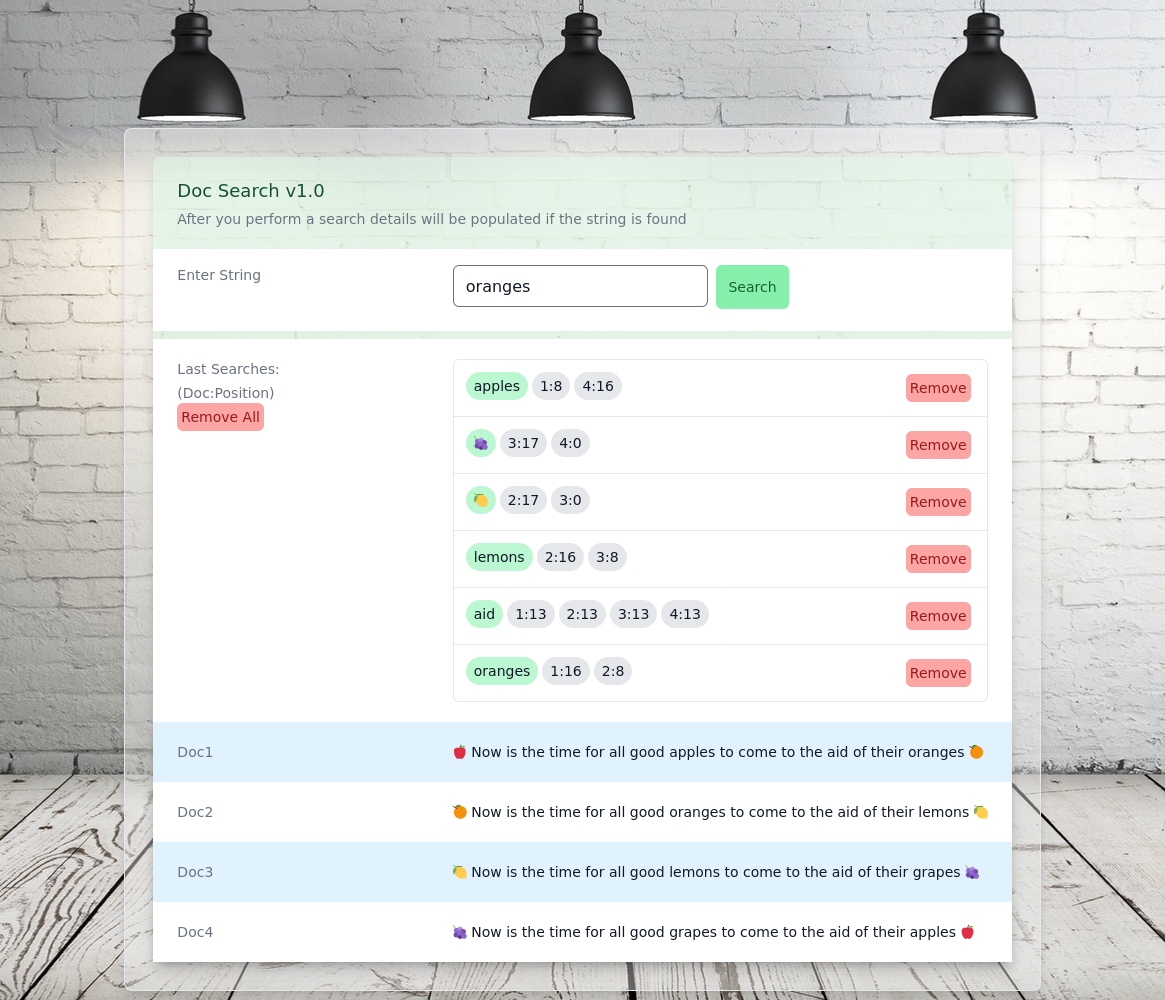 Doc Search v1.0
After you perform a search details will be populated if the string is found
Enter String
oranges
Search
Last Searches:
(Doc:Position)
Remove All
apples 1:8 4:16 Remove
🍇 3:17 4:0 Remove
🍋 2:17 3:0 Remove
lemons 2:16 3:8 Remove
aid 1:13 2:13 3:13 4:13 Remove
oranges 1:16 2:8 Remove
Doc1 🍎 Now is the time for all good apples to come to the aid of their oranges 🍊
Doc2 🍊 Now is the time for all good oranges to come to the aid of their lemons 🍋
Doc3 🍋 Now is the time for all good lemons to come to the aid of their grapes 🍇
Doc4 🍇 Now is the time for all good grapes to come to the aid of their apples 🍎